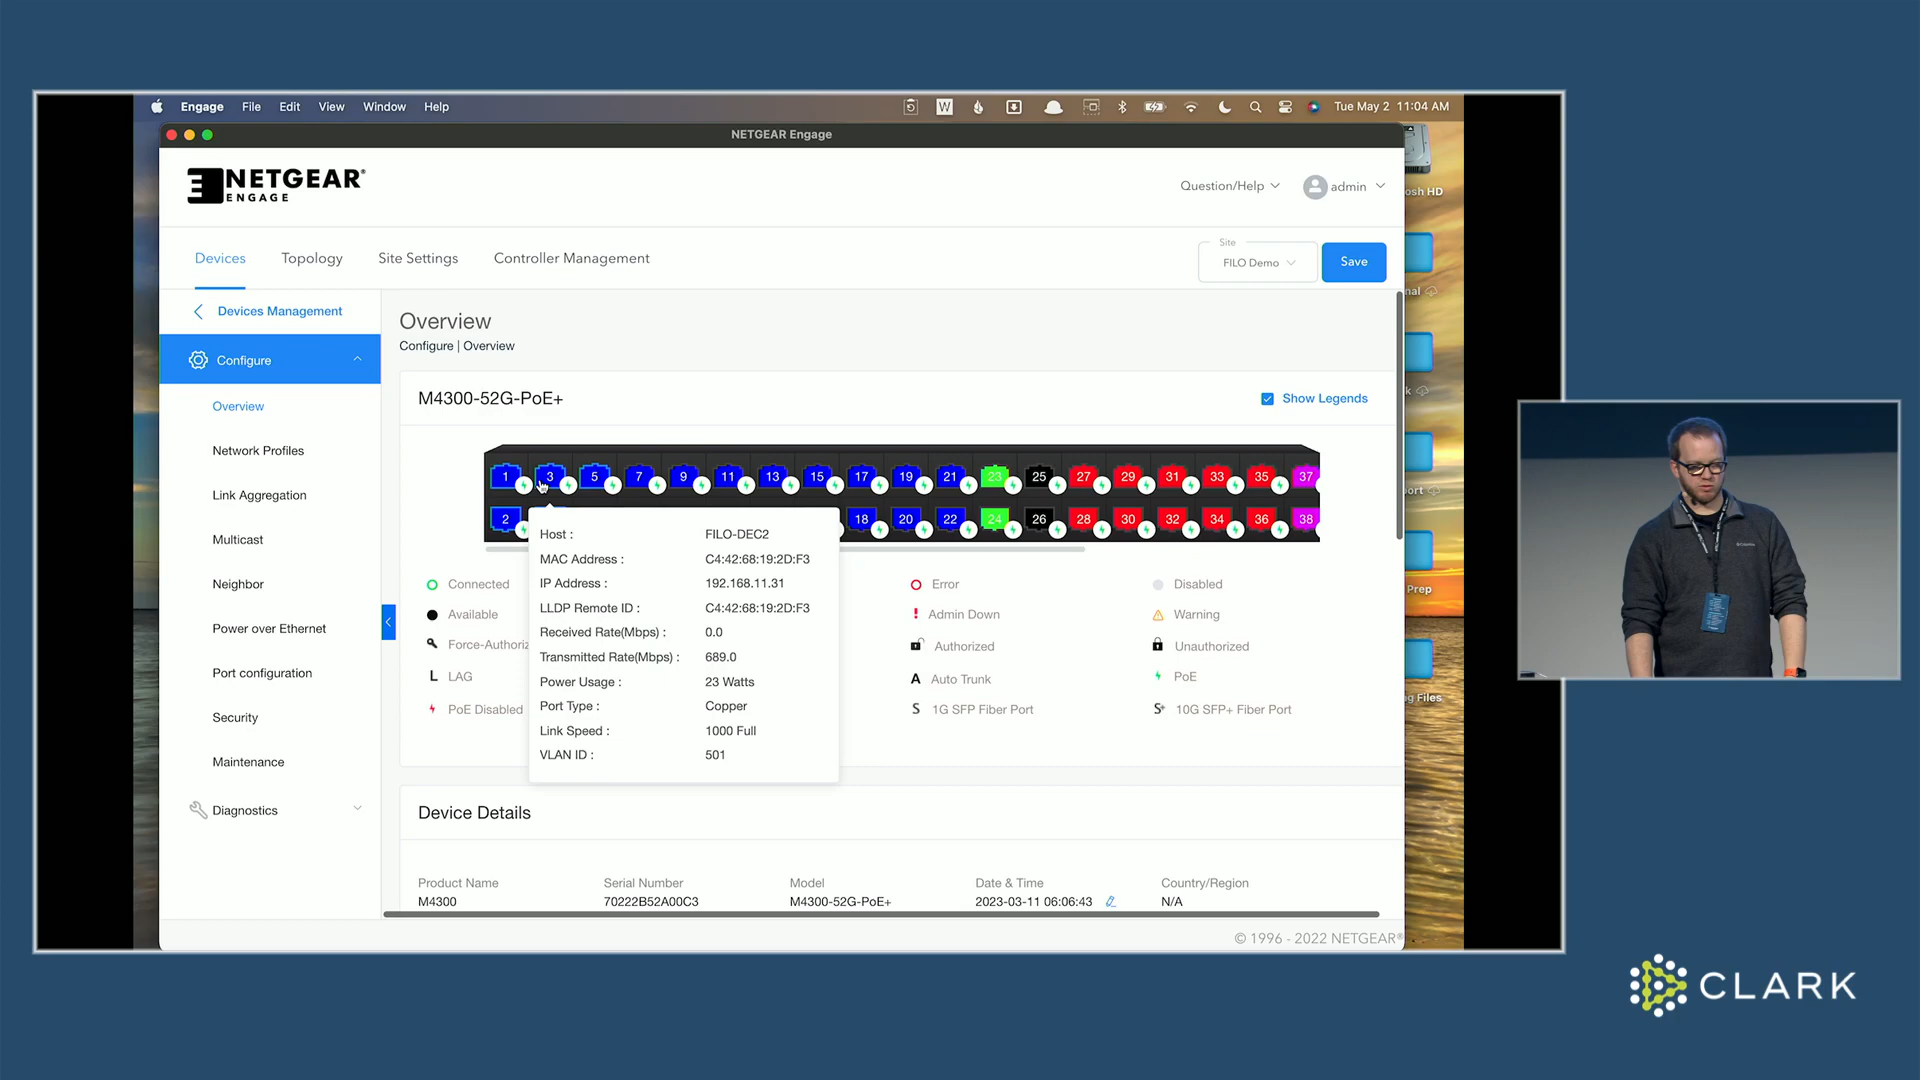 Engage File Edit View Window Help
W
Tue May 2 11:04 AM
NETGEAR Engage
NETGEAR®
ENGAGE
Question/Help
admin
osh HD
Devices Topology Site Settings Controller Management
Site
FILO Demo
Save
Devices Management
Configure
Overview
Network Profiles
Link Aggregation
Multicast
Neighbor
Power over Ethernet
Port configuration
Security
Maintenance
Diagnostics
Overview
Configure | Overview
M4300-52G-PoE+
Show Legends
1 3 5 7 9 11 13 15 17 19 21 23 25 27 29 31 33 35 37
2 18 20 22 24 26 28 30 32 34 36 38
Host : FILO-DEC2
MAC Address : C4:42:68:19:2D:F3
IP Address : 192.168.11.31
LLDP Remote ID : C4:42:68:19:2D:F3
Received Rate(Mbps) : 0.0
Transmitted Rate(Mbps) : 689.0
Power Usage : 23 Watts
Port Type : Copper
Link Speed : 1000 Full
VLAN ID : 501
Connected
Available
Force-Authoriz
L LAG
PoE Disabled
Error
! Admin Down
Authorized
A Auto Trunk
S 1G SFP Fiber Port
Disabled
Warning
Unauthorized
PoE
S+ 10G SFP+ Fiber Port
Device Details
Product Name Serial Number Model Date & Time Country/Region
M4300 70222B52A00C3 M4300-52G-PoE+ 2023-03-11 06:06:43 N/A
© 1996 - 2022 NETGEAR®
nal
k
ort
Prep
g Files
CLARK